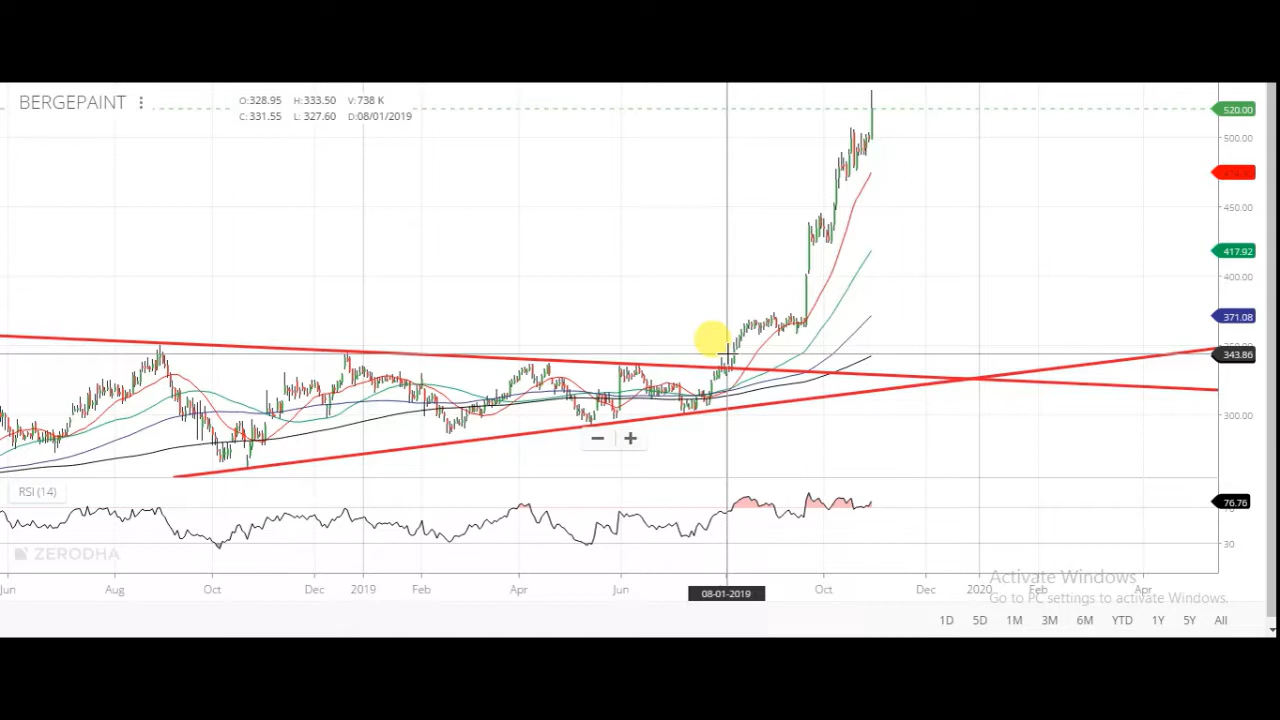 BERGEPAINT
O:328.95 H:333.50 V:738 K
C:331.55 L: 327.60 D:08/01/2019
520.00
500.00
450.00
417.92
400.00
371.08
343.86
300.00
RSI (14)
76.76
30
ZERODHA
Jun Aug Oct Dec 2019 Feb Apr Jun 08-01-2019 Oct Dec 2020 Feb Apr
Activate Windows
Go to PC settings to activate Windows.
1D 5D 1M 3M 6M YTD 1Y 5Y All